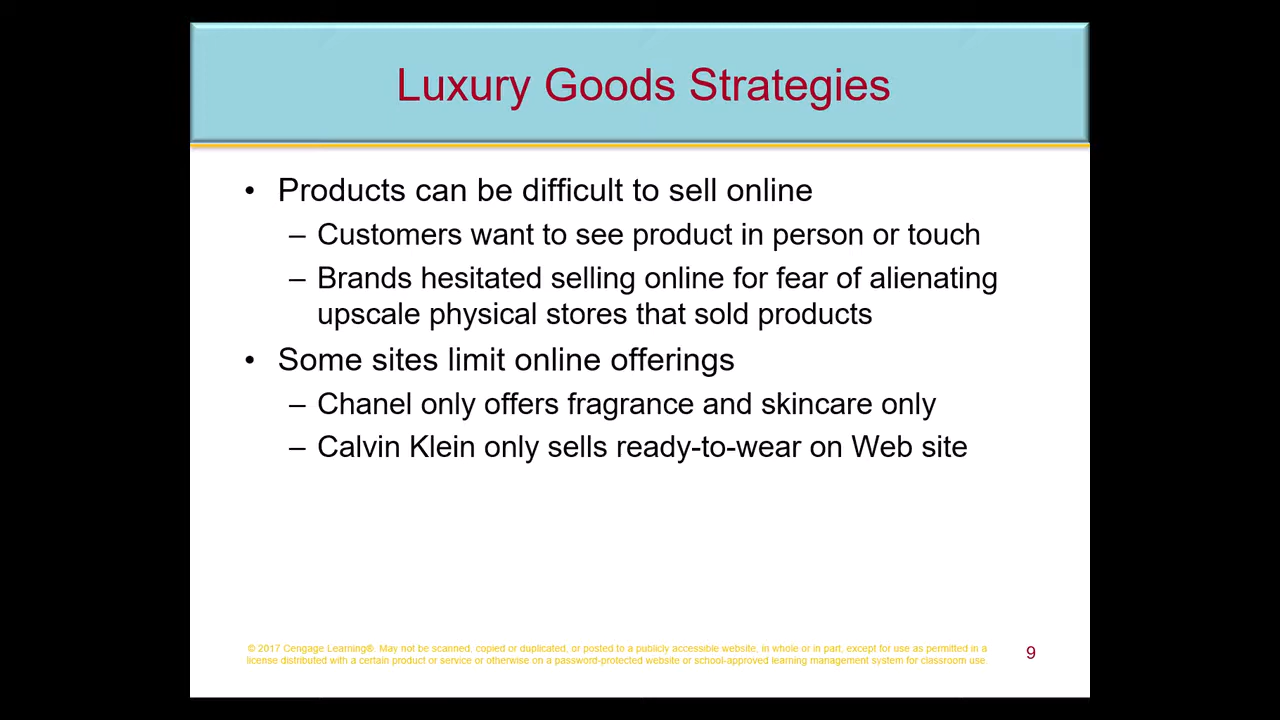 Luxury Goods Strategies
• Products can be difficult to sell online
– Customers want to see product in person or touch
– Brands hesitated selling online for fear of alienating
upscale physical stores that sold products
• Some sites limit online offerings
– Chanel only offers fragrance and skincare only
– Calvin Klein only sells ready-to-wear on Web site
© 2017 Cengage Learning®. May not be scanned, copied or duplicated, or posted to a publicly accessible website, in whole or in part, except for use as permitted in a
license distributed with a certain product or service or otherwise on a password-protected website or school-approved learning management system for classroom use.
9